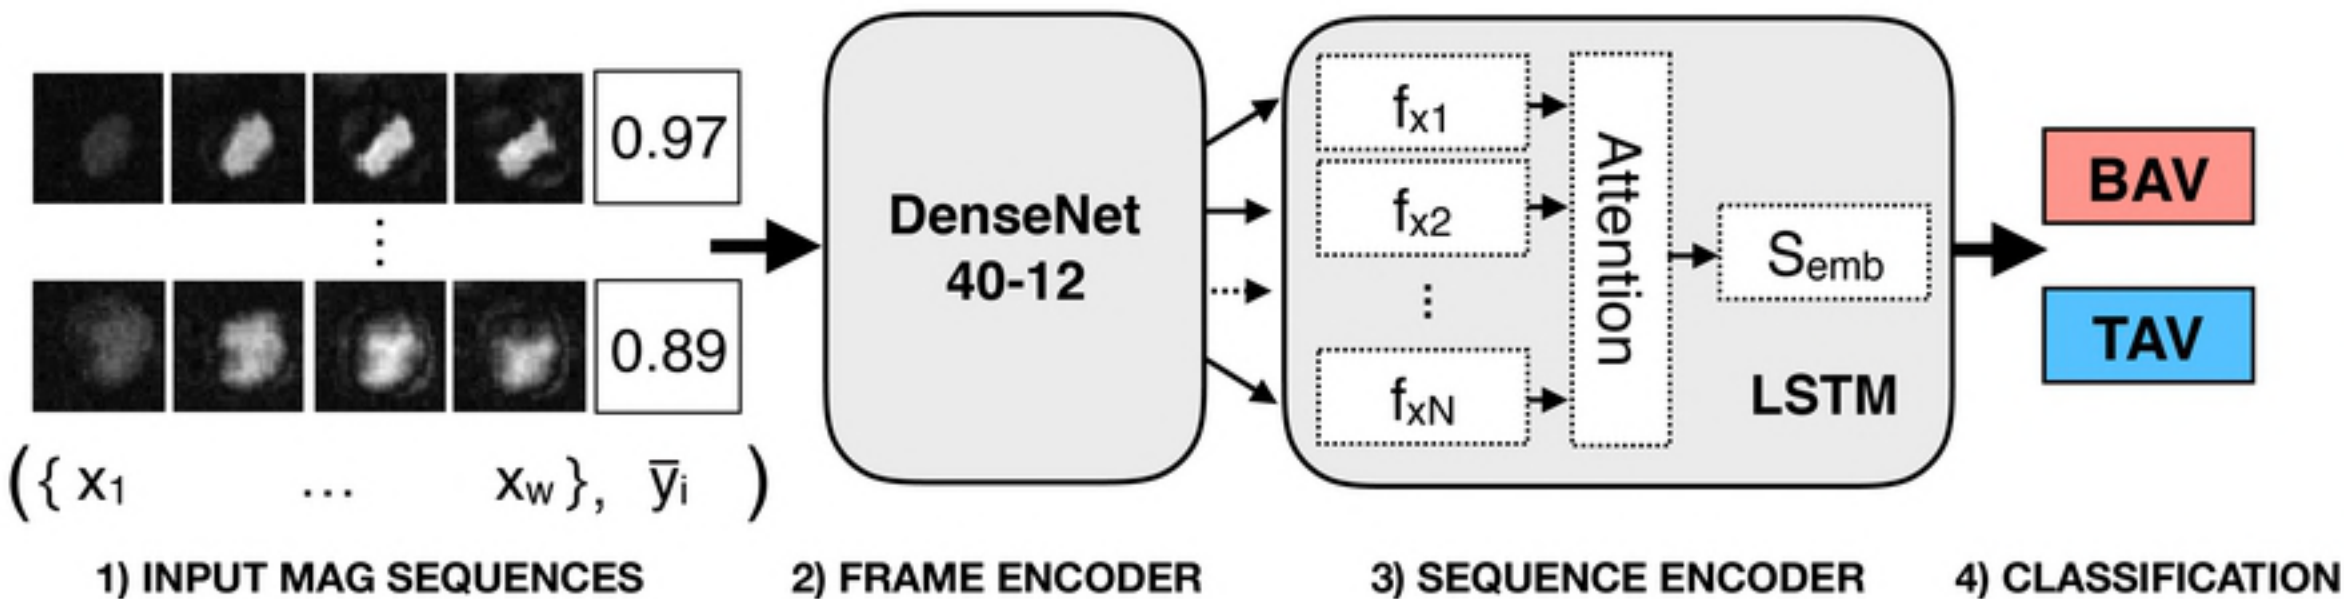 0.97
0.89
({ x1 ... xw }, y̅i )
1) INPUT MAG SEQUENCES
DenseNet
40-12
2) FRAME ENCODER
fx1
fx2
fxN
Attention
Semb
LSTM
3) SEQUENCE ENCODER
BAV
TAV
4) CLASSIFICATION